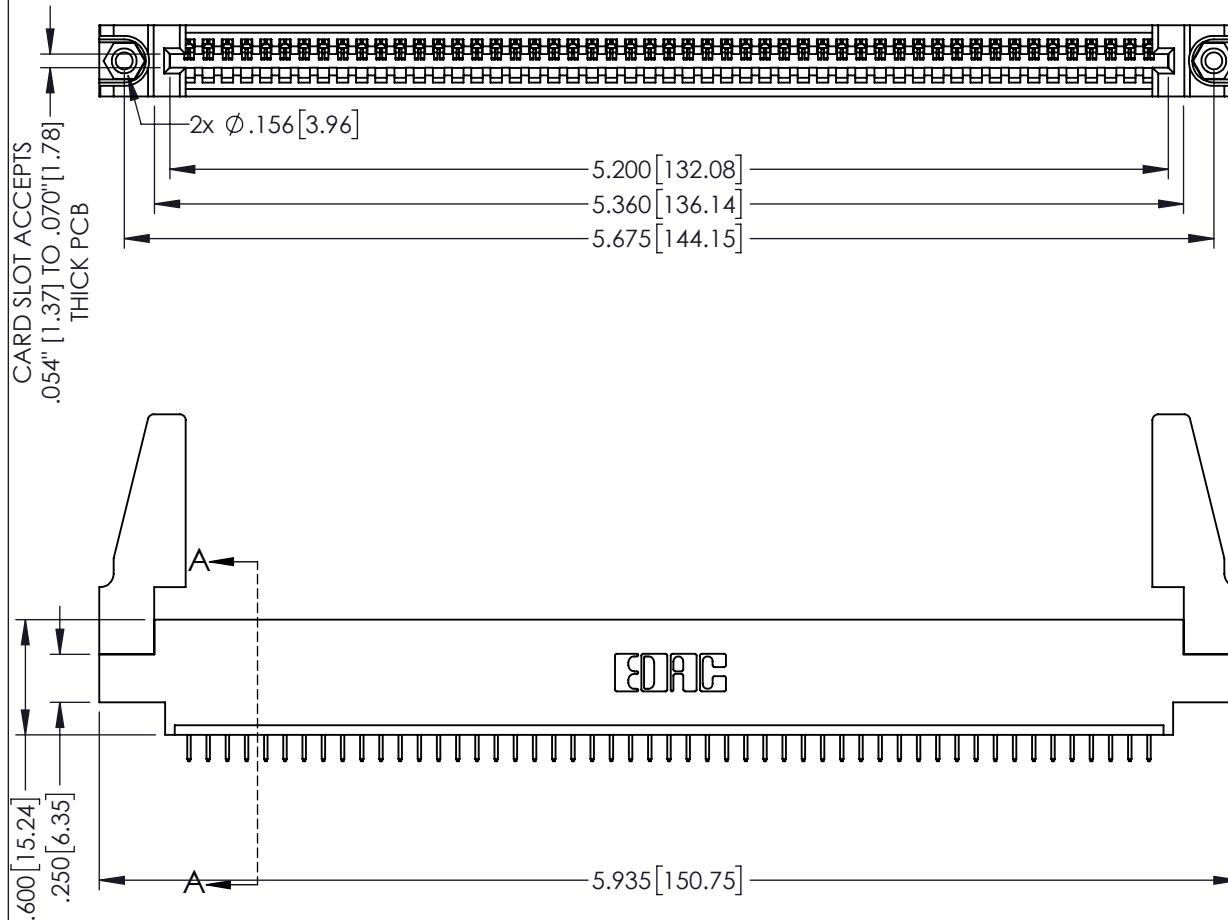 2x Ø.156[3.96]
5.200[132.08]
5.360[136.14]
5.675[144.15]
CARD SLOT ACCEPTS
.054" [1.37] TO .070"[1.78]
THICK PCB
A
EDAC
.600[15.24]
.250[6.35]
A
5.935[150.75]